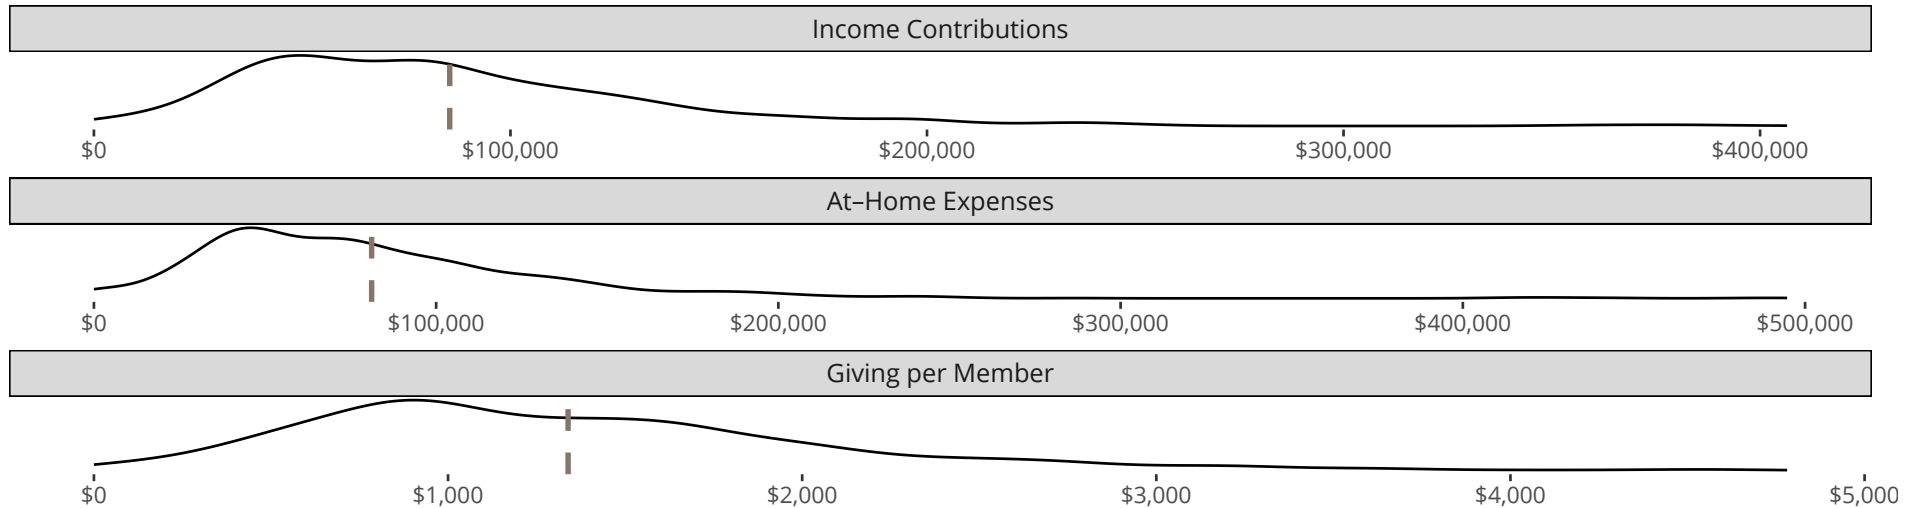 Income Contributions
$0 $100,000 $200,000 $300,000 $400,000
At–Home Expenses
$0 $100,000 $200,000 $300,000 $400,000 $500,000
Giving per Member
$0 $1,000 $2,000 $3,000 $4,000 $5,000